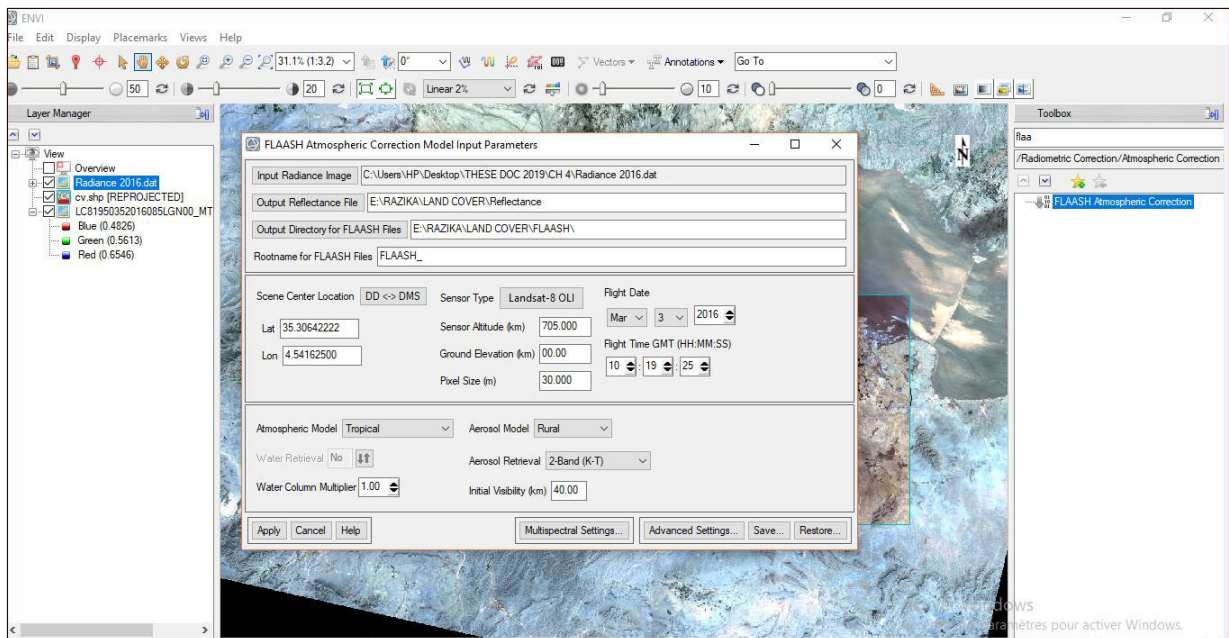 ENVI
File Edit Display Placemarks Views Help
31.1% (1:3.2) 0° Vectors Annotations Go To
50 20 Linear 2% 10 0
Layer Manager
View
Overview
Radiance 2016.dat
cv.shp [REPROJECTED]
LC81950352016085LGN00_MT
Blue (0.4826)
Green (0.5613)
Red (0.6546)
FLAASH Atmospheric Correction Model Input Parameters
Input Radiance Image C:\Users\HP\Desktop\THESE DOC 2019\CH 4\Radiance 2016.dat
Output Reflectance File E:\RAZIKA\LAND COVER\Reflectance
Output Directory for FLAASH Files E:\RAZIKA\LAND COVER\FLAASH\
Rootname for FLAASH Files FLAASH_
Scene Center Location DD <-> DMS Sensor Type Landsat-8 OLI Flight Date
Lat 35.30642222 Sensor Altitude (km) 705.000 Mar 3 2016
Lon 4.54162500 Ground Elevation (km) 00.00 Flight Time GMT (HH:MM:SS)
Pixel Size (m) 30.000 10 : 19 : 25
Atmospheric Model Tropical Aerosol Model Rural
Water Retrieval No Aerosol Retrieval 2-Band (K-T)
Water Column Multiplier 1.00 Initial Visibility (km) 40.00
Apply Cancel Help Multispectral Settings... Advanced Settings... Save... Restore...
N
Toolbox
flaa
/Radiometric Correction/Atmospheric Correction
FLAASH Atmospheric Correction
dows
aramètres pour activer Windows.